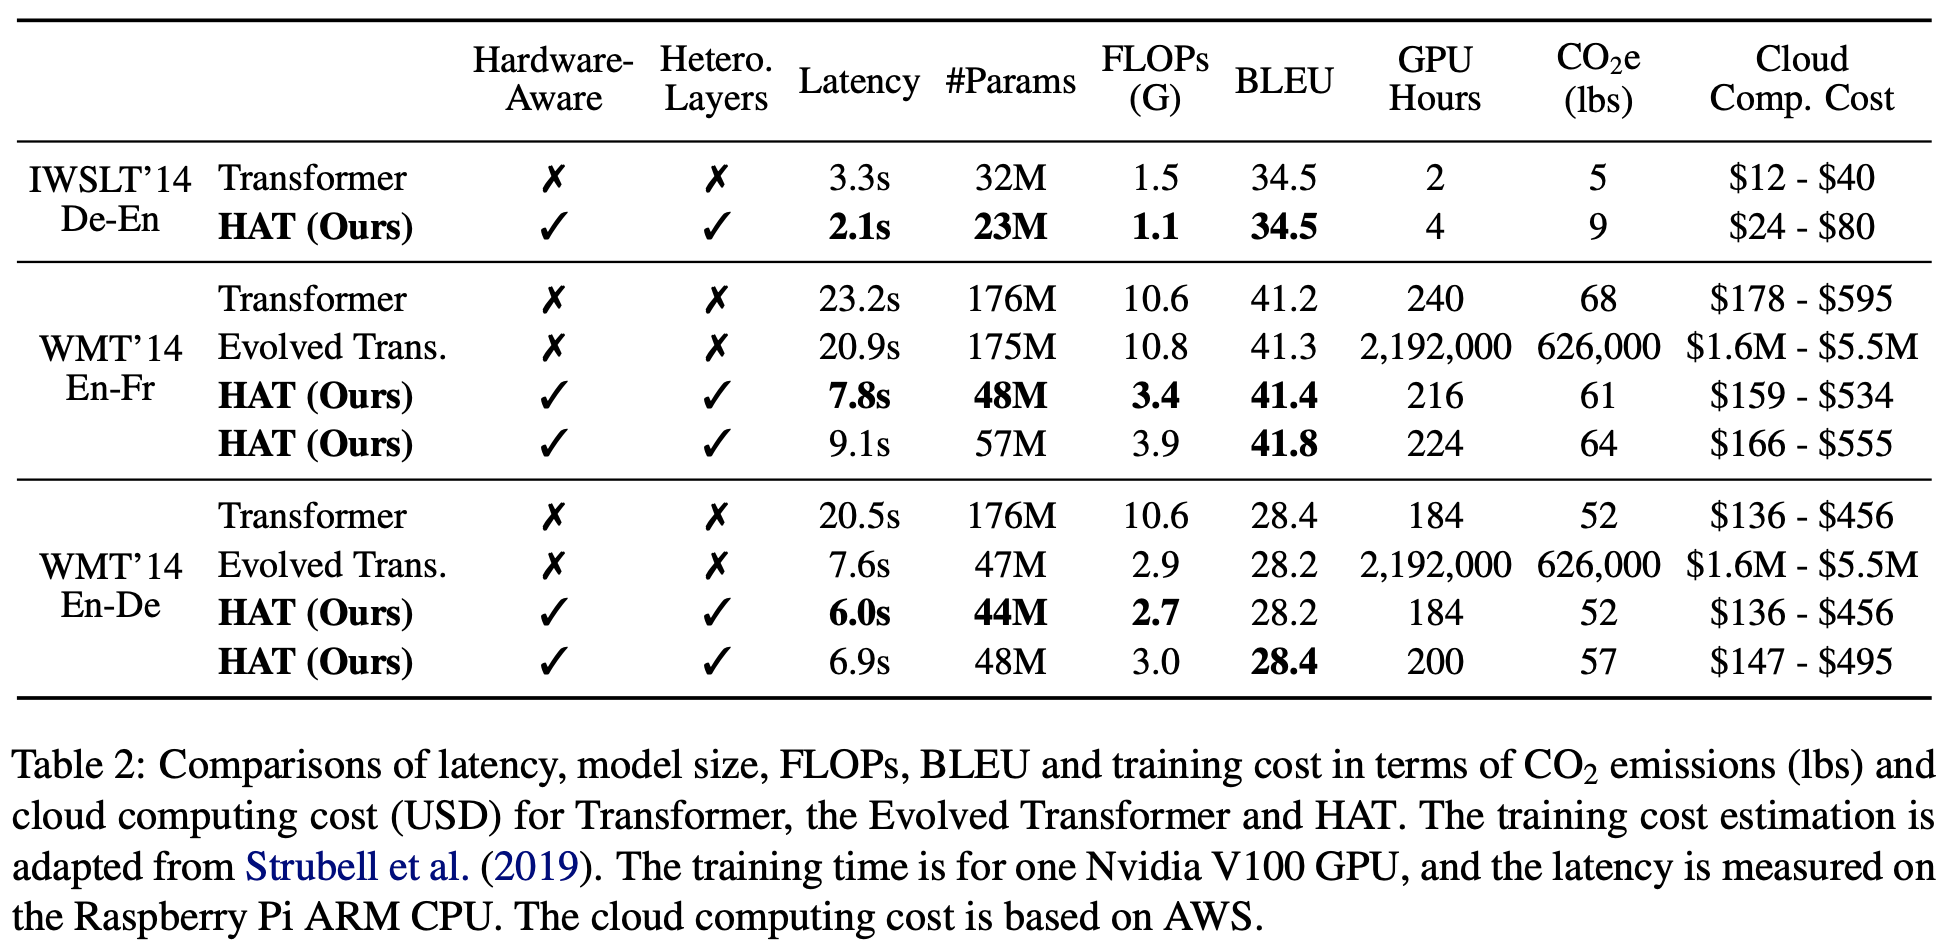 Hardware-Aware Hetero. Layers Latency #Params FLOPs (G) BLEU GPU Hours CO₂e (lbs) Cloud Comp. Cost
IWSLT'14 De-En
Transformer ✗ ✗ 3.3s 32M 1.5 34.5 2 5 $12 - $40
HAT (Ours) ✓ ✓ 2.1s 23M 1.1 34.5 4 9 $24 - $80
WMT'14 En-Fr
Transformer ✗ ✗ 23.2s 176M 10.6 41.2 240 68 $178 - $595
Evolved Trans. ✗ ✗ 20.9s 175M 10.8 41.3 2,192,000 626,000 $1.6M - $5.5M
HAT (Ours) ✓ ✓ 7.8s 48M 3.4 41.4 216 61 $159 - $534
HAT (Ours) ✓ ✓ 9.1s 57M 3.9 41.8 224 64 $166 - $555
WMT'14 En-De
Transformer ✗ ✗ 20.5s 176M 10.6 28.4 184 52 $136 - $456
Evolved Trans. ✗ ✗ 7.6s 47M 2.9 28.2 2,192,000 626,000 $1.6M - $5.5M
HAT (Ours) ✓ ✓ 6.0s 44M 2.7 28.2 184 52 $136 - $456
HAT (Ours) ✓ ✓ 6.9s 48M 3.0 28.4 200 57 $147 - $495
Table 2: Comparisons of latency, model size, FLOPs, BLEU and training cost in terms of CO₂ emissions (lbs) and
cloud computing cost (USD) for Transformer, the Evolved Transformer and HAT. The training cost estimation is
adapted from Strubell et al. (2019). The training time is for one Nvidia V100 GPU, and the latency is measured on
the Raspberry Pi ARM CPU. The cloud computing cost is based on AWS.